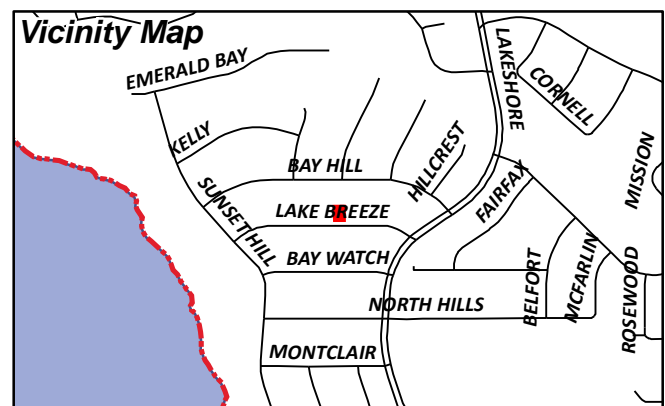 Vicinity Map
EMERALD BAY
LAKESHORE
CORNELL
KELLY
BAY HILL
HILLCREST
MISSION
SUNSET HILL
LAKE BREEZE
FAIRFAX
BAY WATCH
NORTH HILLS
BELFORT
MCFARLIN
ROSEWOOD
MONTCLAIR